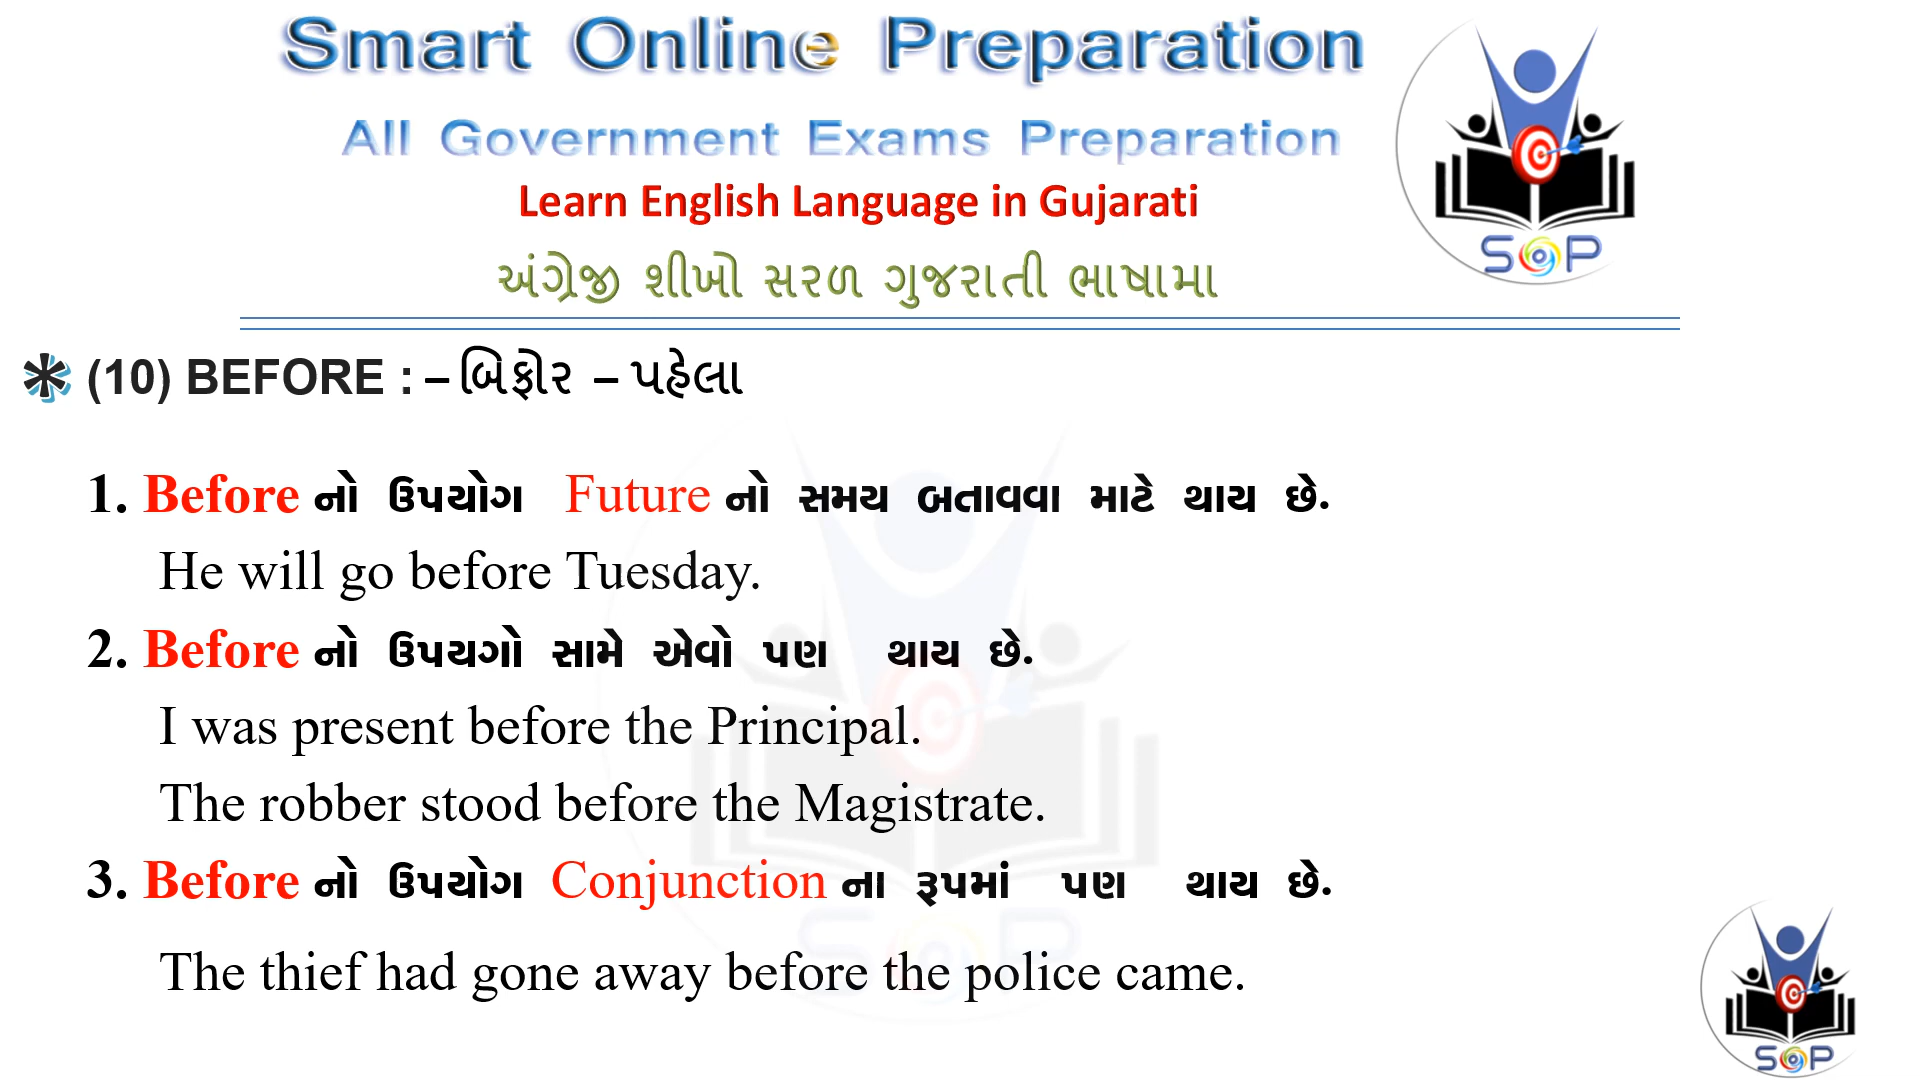 Smart Online Preparation
All Government Exams Preparation
Learn English Language in Gujarati
અંગ્રેજી શીખો સરળ ગુજરાતી ભાષામા
SOP
(10) BEFORE : – બિફોર – પહેલા
1. Before નો ઉપયોગ Future નો સમય બતાવવા માટે થાય છે.
He will go before Tuesday.
2. Before નો ઉપયગો સામે એવો પણ થાય છે.
I was present before the Principal.
The robber stood before the Magistrate.
3. Before નો ઉપયોગ Conjunction ના રૂપમાં પણ થાય છે.
The thief had gone away before the police came.
SOP
SOP